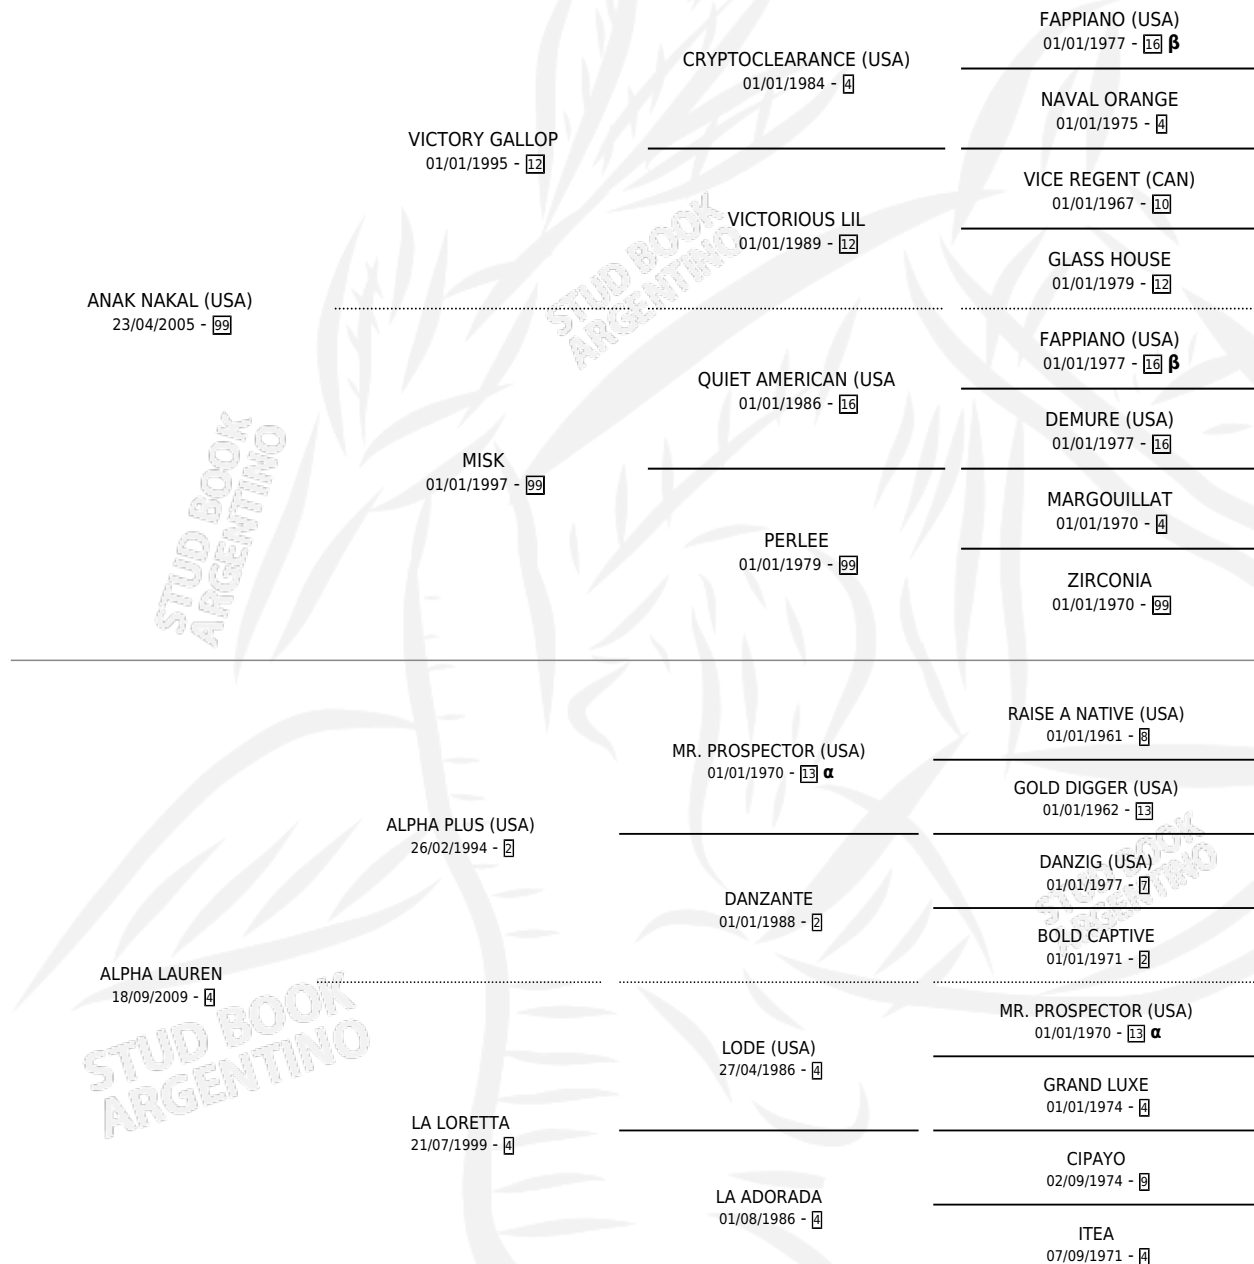 FAPPIANO (USA)
01/01/1977 - 16 β
CRYPTOCLEARANCE (USA)
01/01/1984 - 4
NAVAL ORANGE
01/01/1975 - 4
VICTORY GALLOP
01/01/1995 - 12
VICE REGENT (CAN)
01/01/1967 - 10
VICTORIOUS LIL
01/01/1989 - 12
GLASS HOUSE
01/01/1979 - 12
ANAK NAKAL (USA)
23/04/2005 - 99
FAPPIANO (USA)
01/01/1977 - 16 β
QUIET AMERICAN (USA
01/01/1986 - 16
DEMURE (USA)
01/01/1977 - 16
MISK
01/01/1997 - 99
MARGOUILLAT
01/01/1970 - 4
PERLEE
01/01/1979 - 99
ZIRCONIA
01/01/1970 - 99
RAISE A NATIVE (USA)
01/01/1961 - 8
MR. PROSPECTOR (USA)
01/01/1970 - 13 α
GOLD DIGGER (USA)
01/01/1962 - 13
ALPHA PLUS (USA)
26/02/1994 - 2
DANZIG (USA)
01/01/1977 - 7
DANZANTE
01/01/1988 - 2
BOLD CAPTIVE
01/01/1971 - 2
ALPHA LAUREN
18/09/2009 - 4
MR. PROSPECTOR (USA)
01/01/1970 - 13 α
LODE (USA)
27/04/1986 - 4
GRAND LUXE
01/01/1974 - 4
LA LORETTA
21/07/1999 - 4
CIPAYO
02/09/1974 - 9
LA ADORADA
01/08/1986 - 4
ITEA
07/09/1971 - 4
STUD BOOK
ARGENTINO
STUD BOOK
ARGENTINO
STUD BOOK
ARGENTINO
STUD BOOK
ARGENTINO